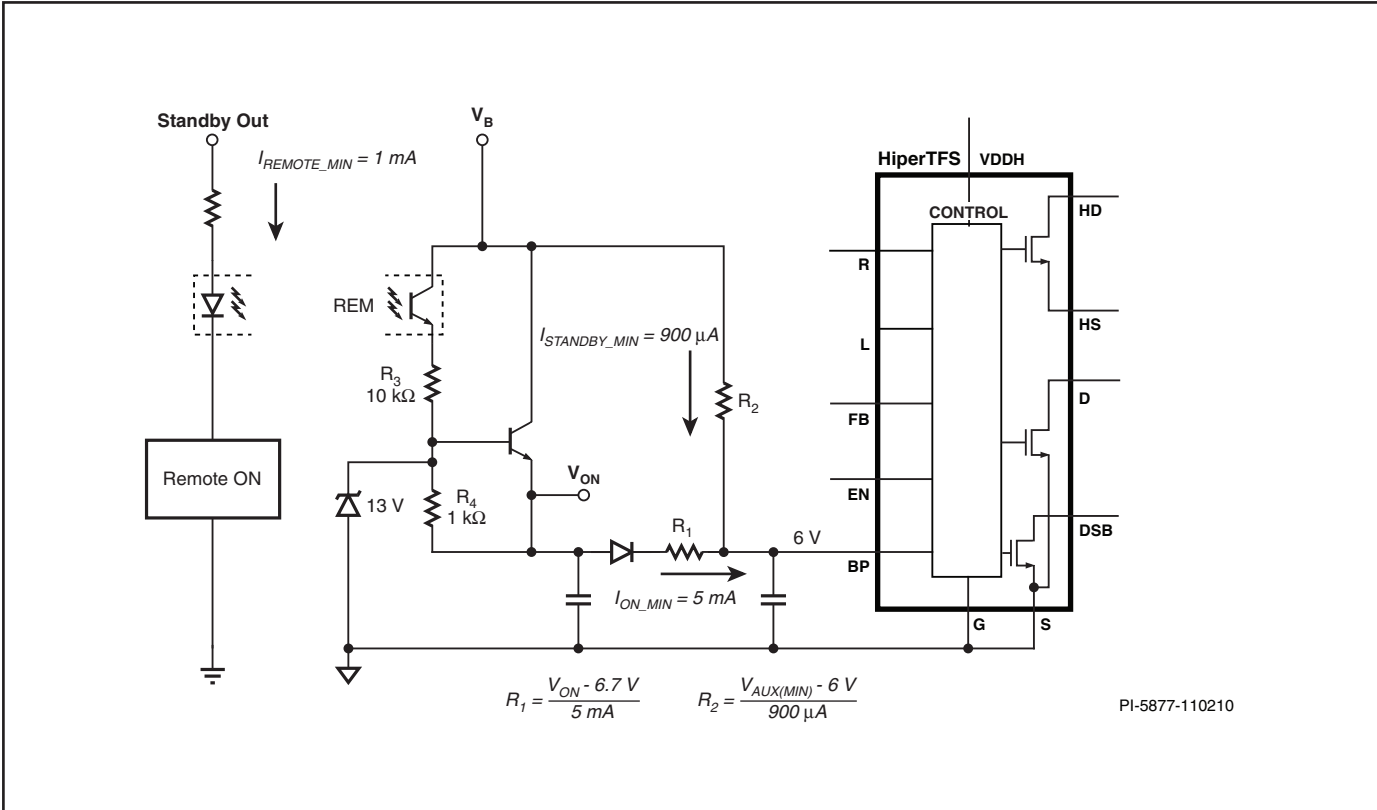 Standby Out
I_REMOTE_MIN = 1 mA
V_B
HiperTFS
VDDH
CONTROL
HD
R
REM
HS
L
I_STANDBY_MIN = 900 µA
R_3
10 kΩ
R_2
D
FB
Remote ON
V_ON
EN
13 V
R_4
1 kΩ
R_1
6 V
DSB
BP
I_ON_MIN = 5 mA
G
S
R_1 = (V_ON - 6.7 V) / 5 mA
R_2 = (V_AUX(MIN) - 6 V) / 900 µA
PI-5877-110210